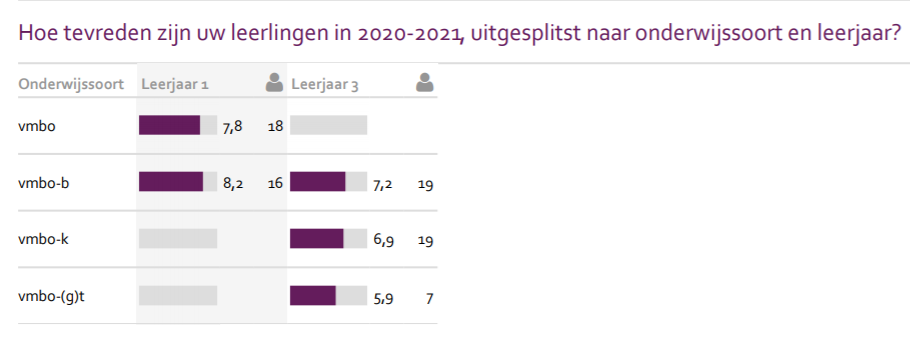 Hoe tevreden zijn uw leerlingen in 2020-2021, uitgesplitst naar onderwijssoort en leerjaar?
Onderwijssoort Leerjaar 1 Leerjaar 3
vmbo 7,8 18
vmbo-b 8,2 16 7,2 19
vmbo-k 6,9 19
vmbo-(g)t 5,9 7